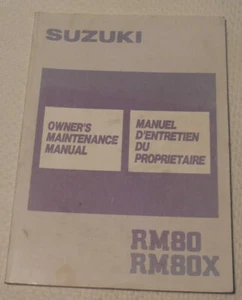 SUZUKI
OWNER'S
MAINTENANCE
MANUAL
MANUEL
D'ENTRETIEN
DU
PROPRIETAIRE
RM80
RM80X